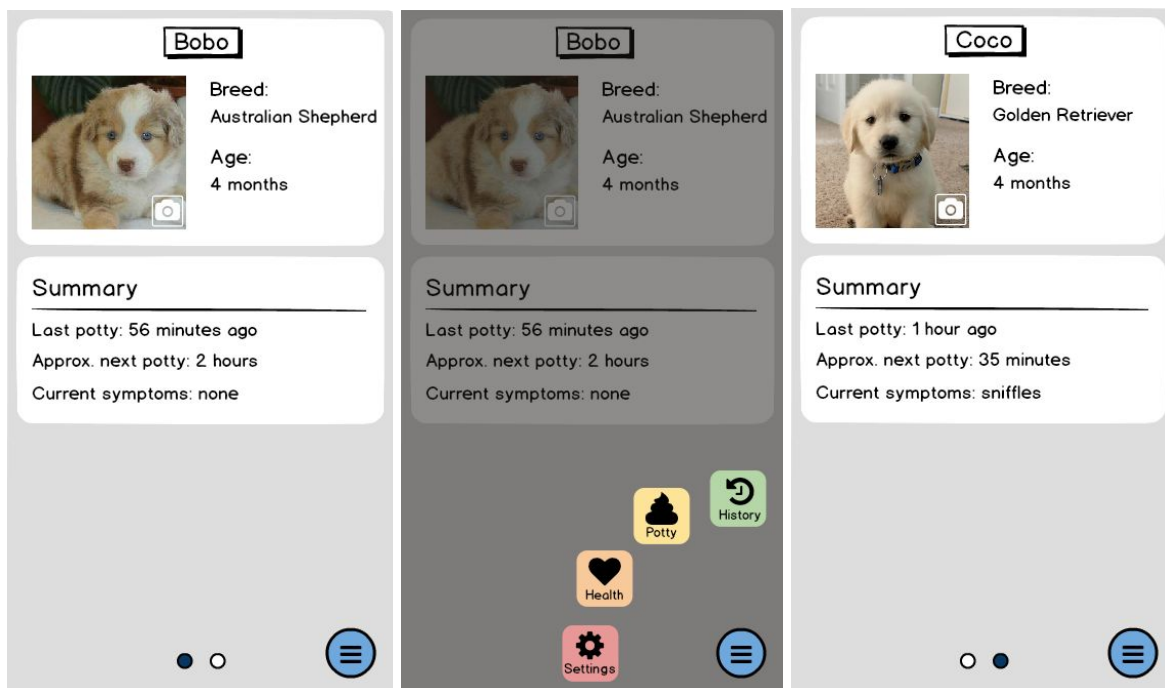 Bobo
Breed:
Australian Shepherd
Age:
4 months
Summary
Last potty: 56 minutes ago
Approx. next potty: 2 hours
Current symptoms: none
Bobo
Breed:
Australian Shepherd
Age:
4 months
Summary
Last potty: 56 minutes ago
Approx. next potty: 2 hours
Current symptoms: none
History
Potty
Health
Settings
Coco
Breed:
Golden Retriever
Age:
4 months
Summary
Last potty: 1 hour ago
Approx. next potty: 35 minutes
Current symptoms: sniffles